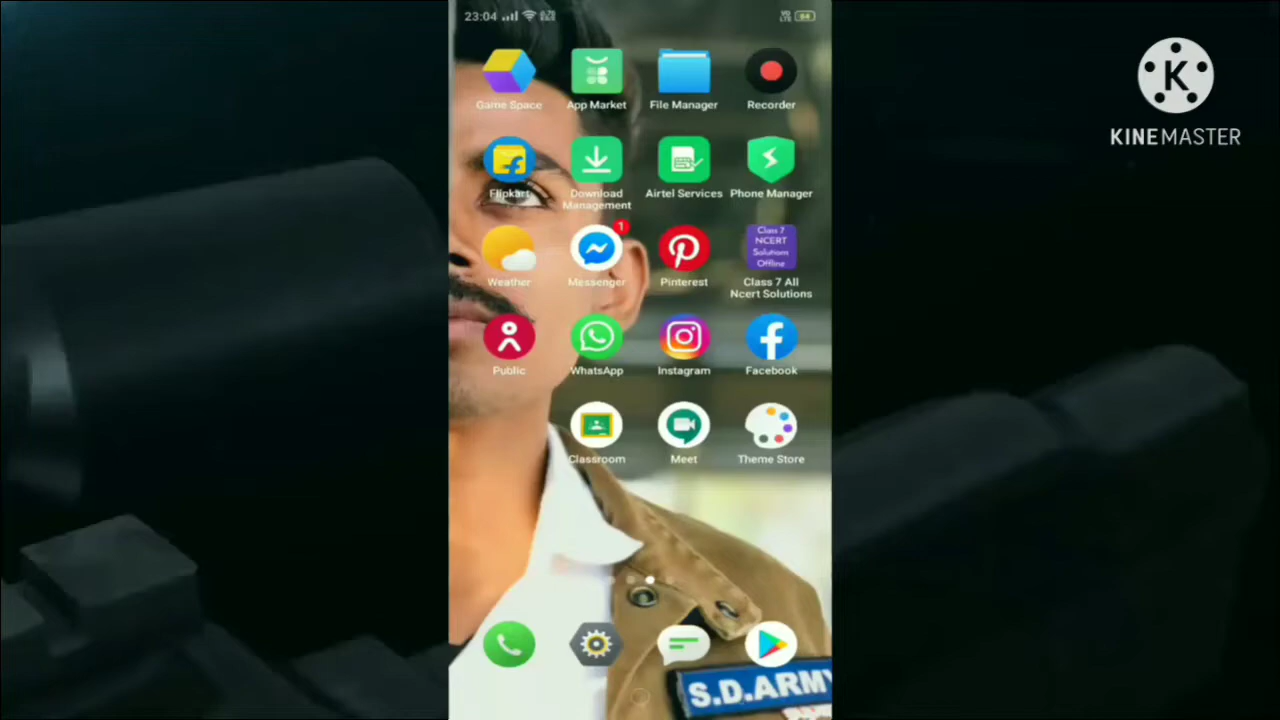 23:04
84
KINEMASTER
Game Space
App Market
File Manager
Recorder
Flipkart
Download
Management
Airtel Services
Phone Manager
1
Class 7
NCERT
Solutions
Offline
Weather
Messenger
Pinterest
Class 7 All
Ncert Solutions
Public
WhatsApp
Instagram
Facebook
Classroom
Meet
Theme Store
S.D.ARMY